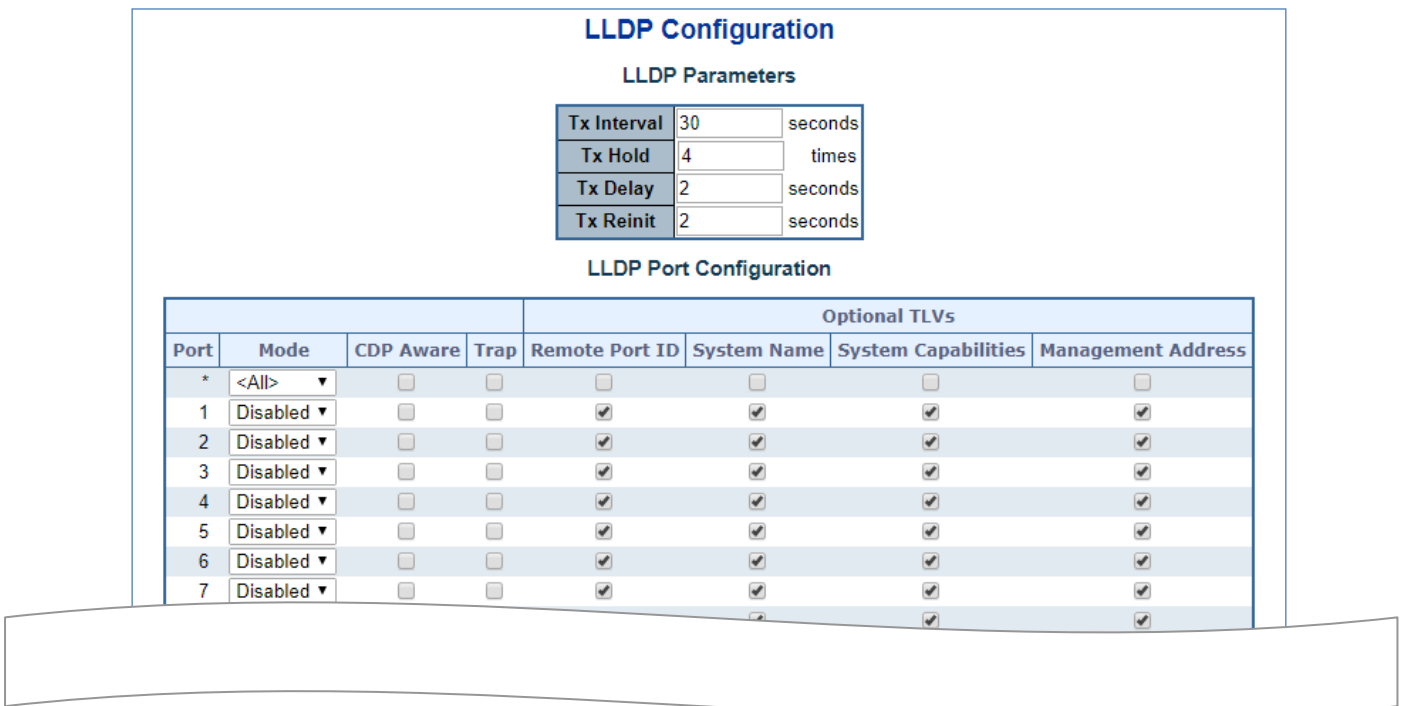 LLDP Configuration
LLDP Parameters
Tx Interval 30 seconds
Tx Hold 4 times
Tx Delay 2 seconds
Tx Reinit 2 seconds
LLDP Port Configuration
Optional TLVs
Port Mode CDP Aware Trap Remote Port ID System Name System Capabilities Management Address
* <All>
1 Disabled
2 Disabled
3 Disabled
4 Disabled
5 Disabled
6 Disabled
7 Disabled